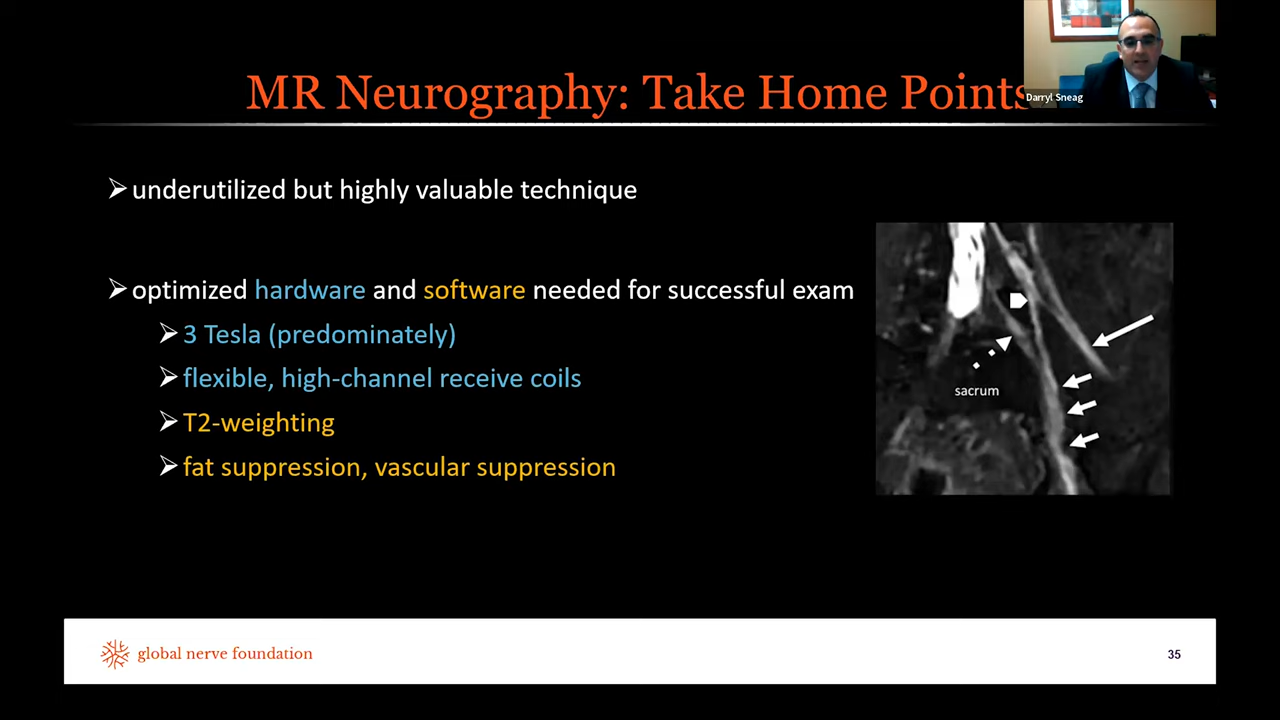 MR Neurography: Take Home Points
Darryl Sneag
underutilized but highly valuable technique
optimized hardware and software needed for successful exam
3 Tesla (predominately)
flexible, high-channel receive coils
T2-weighting
fat suppression, vascular suppression
sacrum
global nerve foundation
35